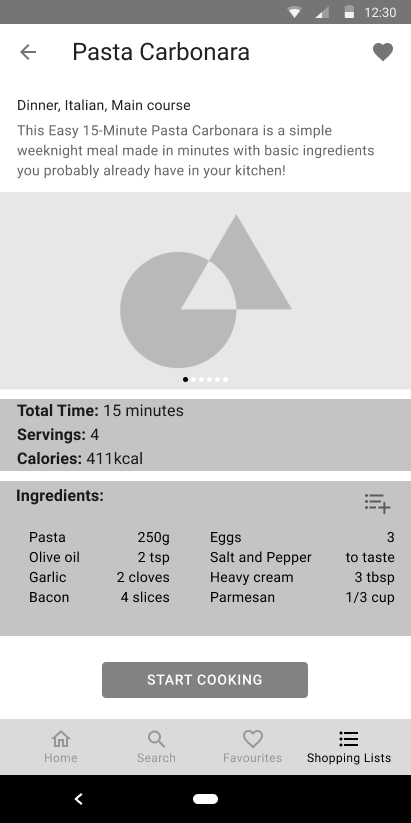 12:30
Pasta Carbonara
Dinner, Italian, Main course
This Easy 15-Minute Pasta Carbonara is a simple
weeknight meal made in minutes with basic ingredients
you probably already have in your kitchen!
Total Time: 15 minutes
Servings: 4
Calories: 411kcal
Ingredients:
Pasta 250g Eggs 3
Olive oil 2 tsp Salt and Pepper to taste
Garlic 2 cloves Heavy cream 3 tbsp
Bacon 4 slices Parmesan 1/3 cup
START COOKING
Home Search Favourites Shopping Lists